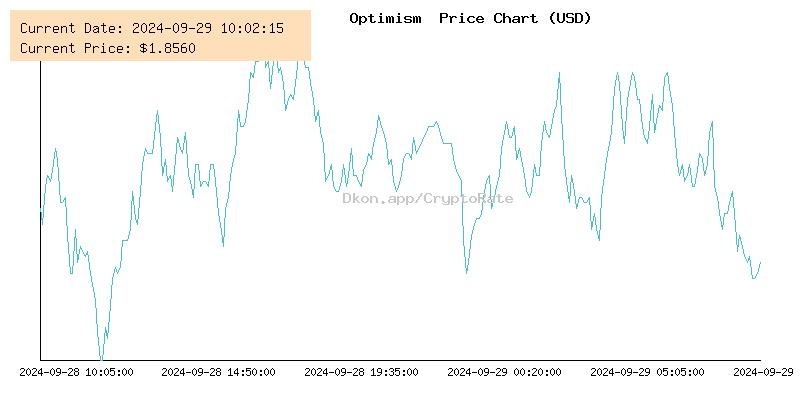 Optimism  Price Chart (USD)
Current Date: 2024-09-29 10:02:15
Current Price: $1.8560
Dkon.app/CryptoRate
2024-09-28 10:05:00 2024-09-28 14:50:00 2024-09-28 19:35:00 2024-09-29 00:20:00 2024-09-29 05:05:00 2024-09-29